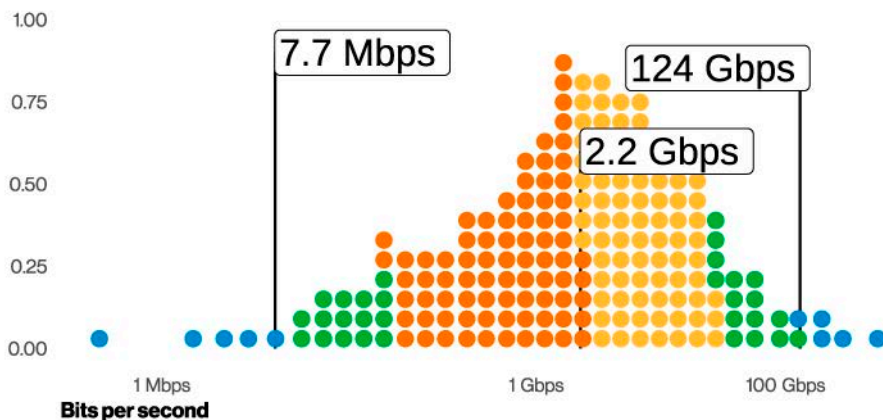 1.00
7.7 Mbps
124 Gbps
0.75
2.2 Gbps
0.50
0.25
0.00
1 Mbps 1 Gbps 100 Gbps
Bits per second